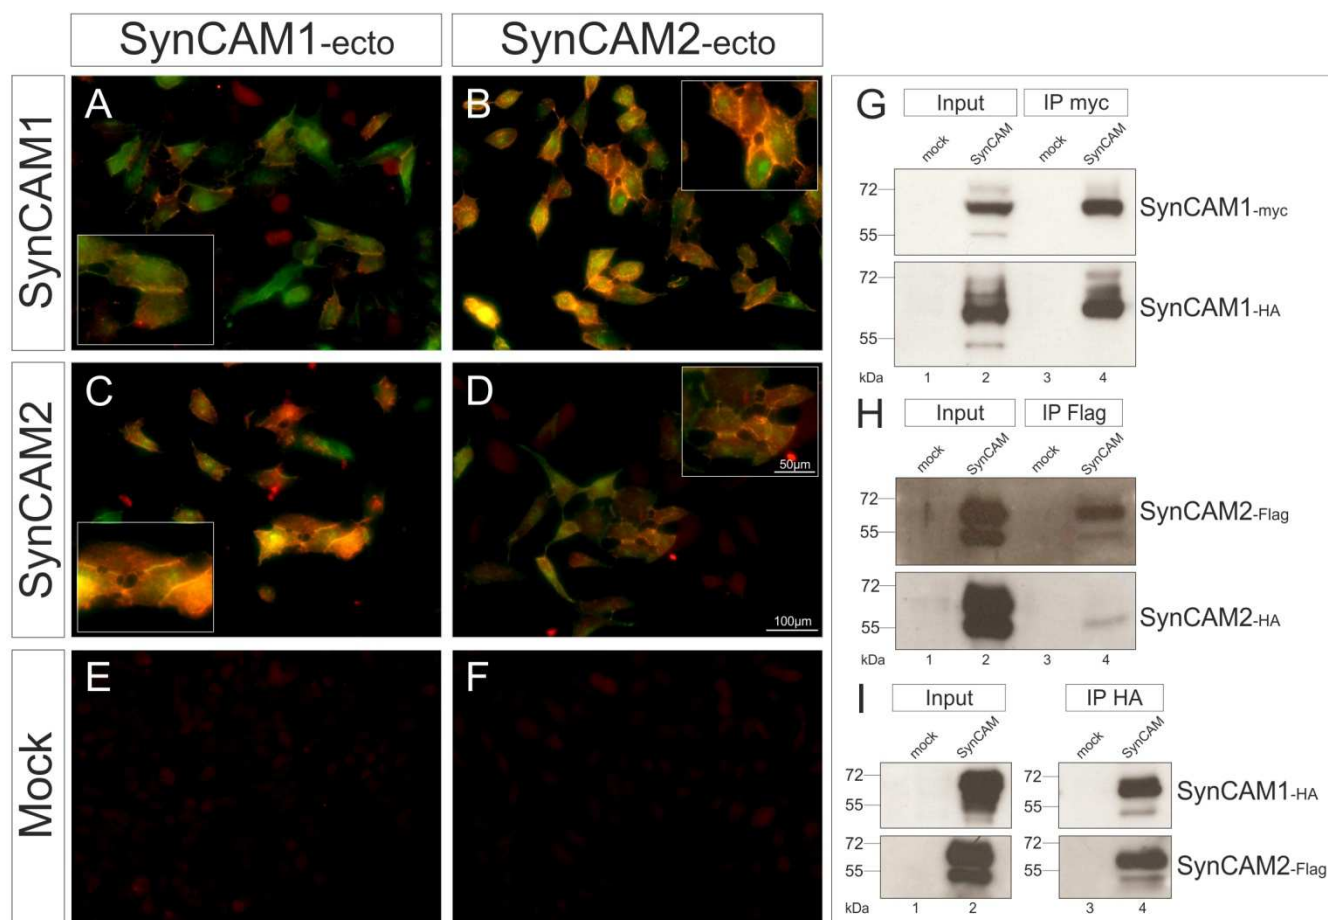 SynCAM1-ecto
SynCAM2-ecto
SynCAM1
SynCAM2
Mock
A
B
C
D
50µm
100µm
E
F
G
Input
IP myc
mock
SynCAM
mock
SynCAM
72
55
SynCAM1-myc
72
55
SynCAM1-HA
kDa
1
2
3
4
H
Input
IP Flag
mock
SynCAM
mock
SynCAM
72
55
SynCAM2-Flag
72
55
SynCAM2-HA
kDa
1
2
3
4
I
Input
IP HA
mock
SynCAM
mock
SynCAM
72
55
72
55
SynCAM1-HA
72
55
72
55
SynCAM2-Flag
kDa
1
2
3
4